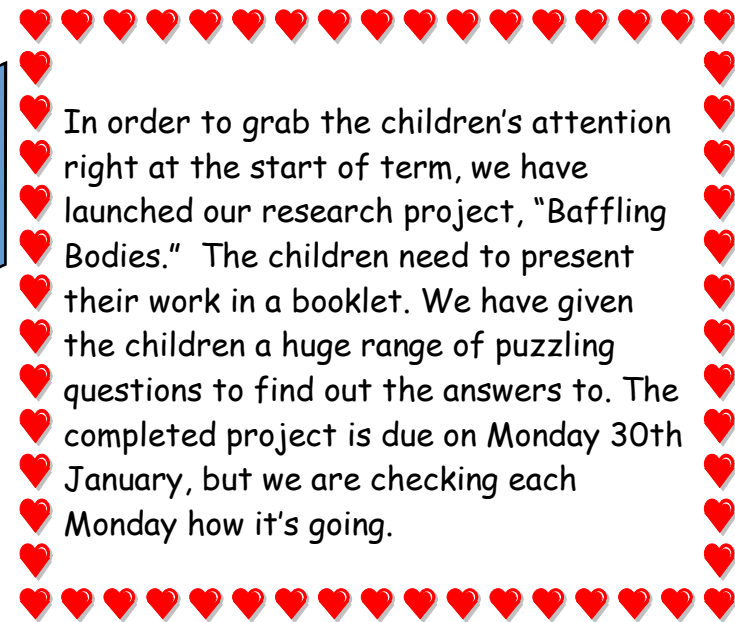 In order to grab the children's attention
right at the start of term, we have
launched our research project, “Baffling
Bodies.”  The children need to present
their work in a booklet. We have given
the children a huge range of puzzling
questions to find out the answers to. The
completed project is due on Monday 30th
January, but we are checking each
Monday how it's going.